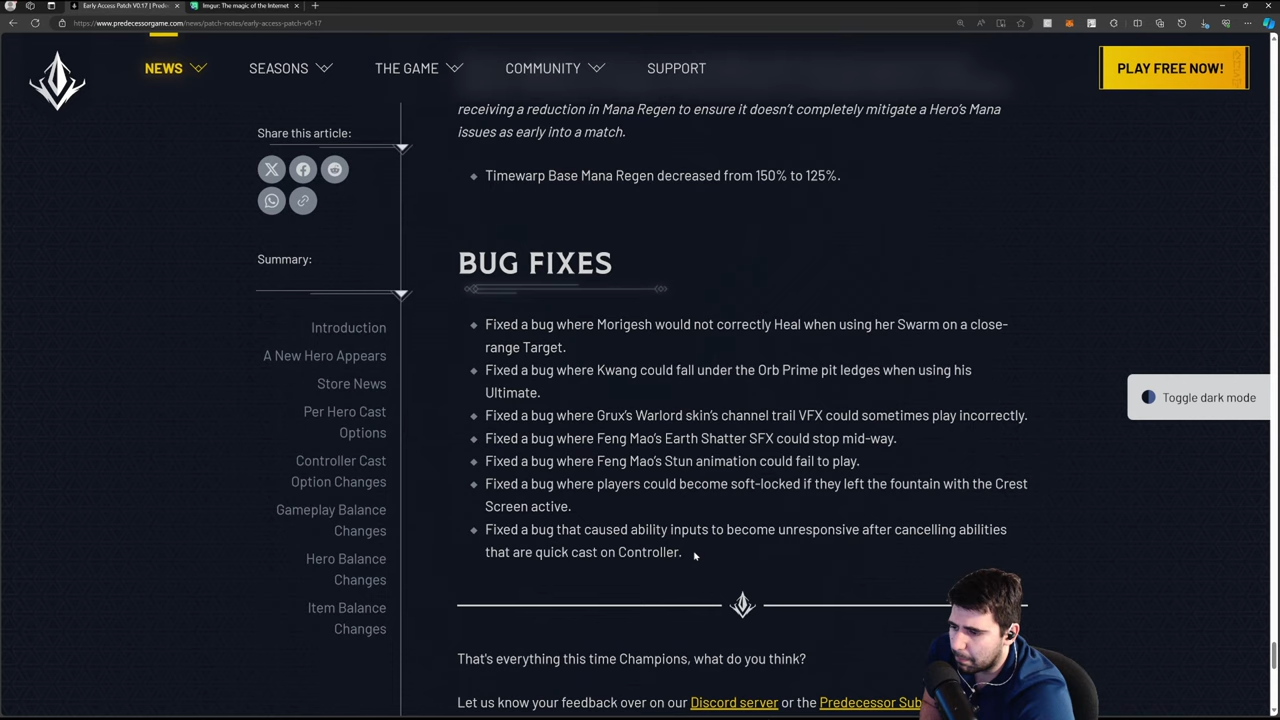 Early Access Patch V0.17 | Prede
Imgur: The magic of the Internet
https://www.predecessorgame.com/news/patch-notes/early-access-patch-v0-17
NEWS
SEASONS
THE GAME
COMMUNITY
SUPPORT
PLAY FREE NOW!
Share this article:
Summary:
Introduction
A New Hero Appears
Store News
Per Hero Cast
Options
Controller Cast
Option Changes
Gameplay Balance
Changes
Hero Balance
Changes
Item Balance
Changes
receiving a reduction in Mana Regen to ensure it doesn't completely mitigate a Hero's Mana
issues as early into a match.
Timewarp Base Mana Regen decreased from 150% to 125%.
BUG FIXES
Fixed a bug where Morigesh would not correctly Heal when using her Swarm on a close-
range Target.
Fixed a bug where Kwang could fall under the Orb Prime pit ledges when using his
Ultimate.
Fixed a bug where Grux's Warlord skin's channel trail VFX could sometimes play incorrectly.
Fixed a bug where Feng Mao's Earth Shatter SFX could stop mid-way.
Fixed a bug where Feng Mao's Stun animation could fail to play.
Fixed a bug where players could become soft-locked if they left the fountain with the Crest
Screen active.
Fixed a bug that caused ability inputs to become unresponsive after cancelling abilities
that are quick cast on Controller.
That's everything this time Champions, what do you think?
Let us know your feedback over on our Discord server or the Predecessor Sub
Toggle dark mode